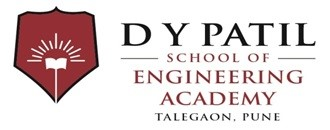 D Y PATIL
SCHOOL OF
ENGINEERING
ACADEMY
TALEGAON, PUNE